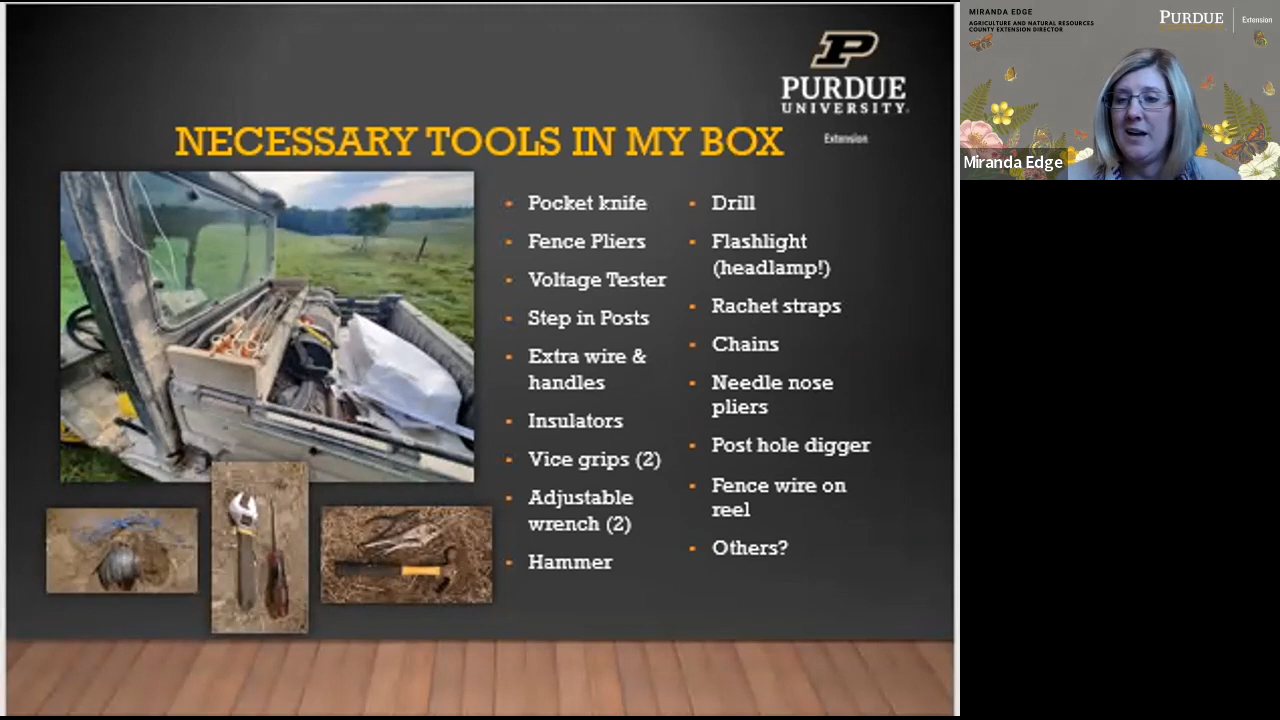 PURDUE
UNIVERSITY.
Extension
NECESSARY TOOLS IN MY BOX
Pocket knife
Fence Pliers
Voltage Tester
Step in Posts
Extra wire &
handles
Insulators
Vice grips (2)
Adjustable
wrench (2)
Hammer
Drill
Flashlight
(headlamp!)
Rachet straps
Chains
Needle nose
pliers
Post hole digger
Fence wire on
reel
Others?
MIRANDA EDGE
AGRICULTURE AND NATURAL RESOURCES
COUNTY EXTENSION DIRECTOR
PURDUE
Extension
Miranda Edge